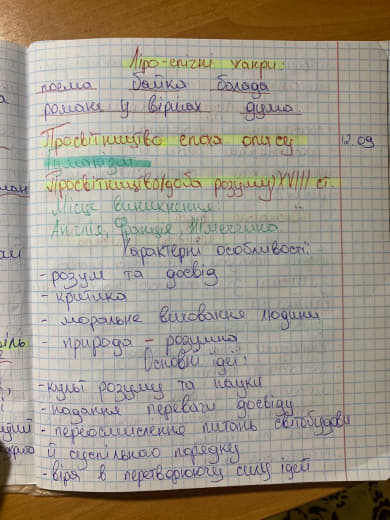 Ліро-епічні жанри:
поема байка балада
романс у віршах дума.
Просвітництво епоха опису
12.09
Просвітництво (доба розуму) XVIII ст.
Місце виникнення:
Англія, Франція, Німеччина
Характерні особливості:
-розум та досвід
- критика
- моральне виховання людини
- природа – розумна
Основні ідеї:
-культ розуму та науки
-надання переваги досвіду
- переосмислення питань світобудови
й суспільного порядку
-віра в перетворюючу силу ідей